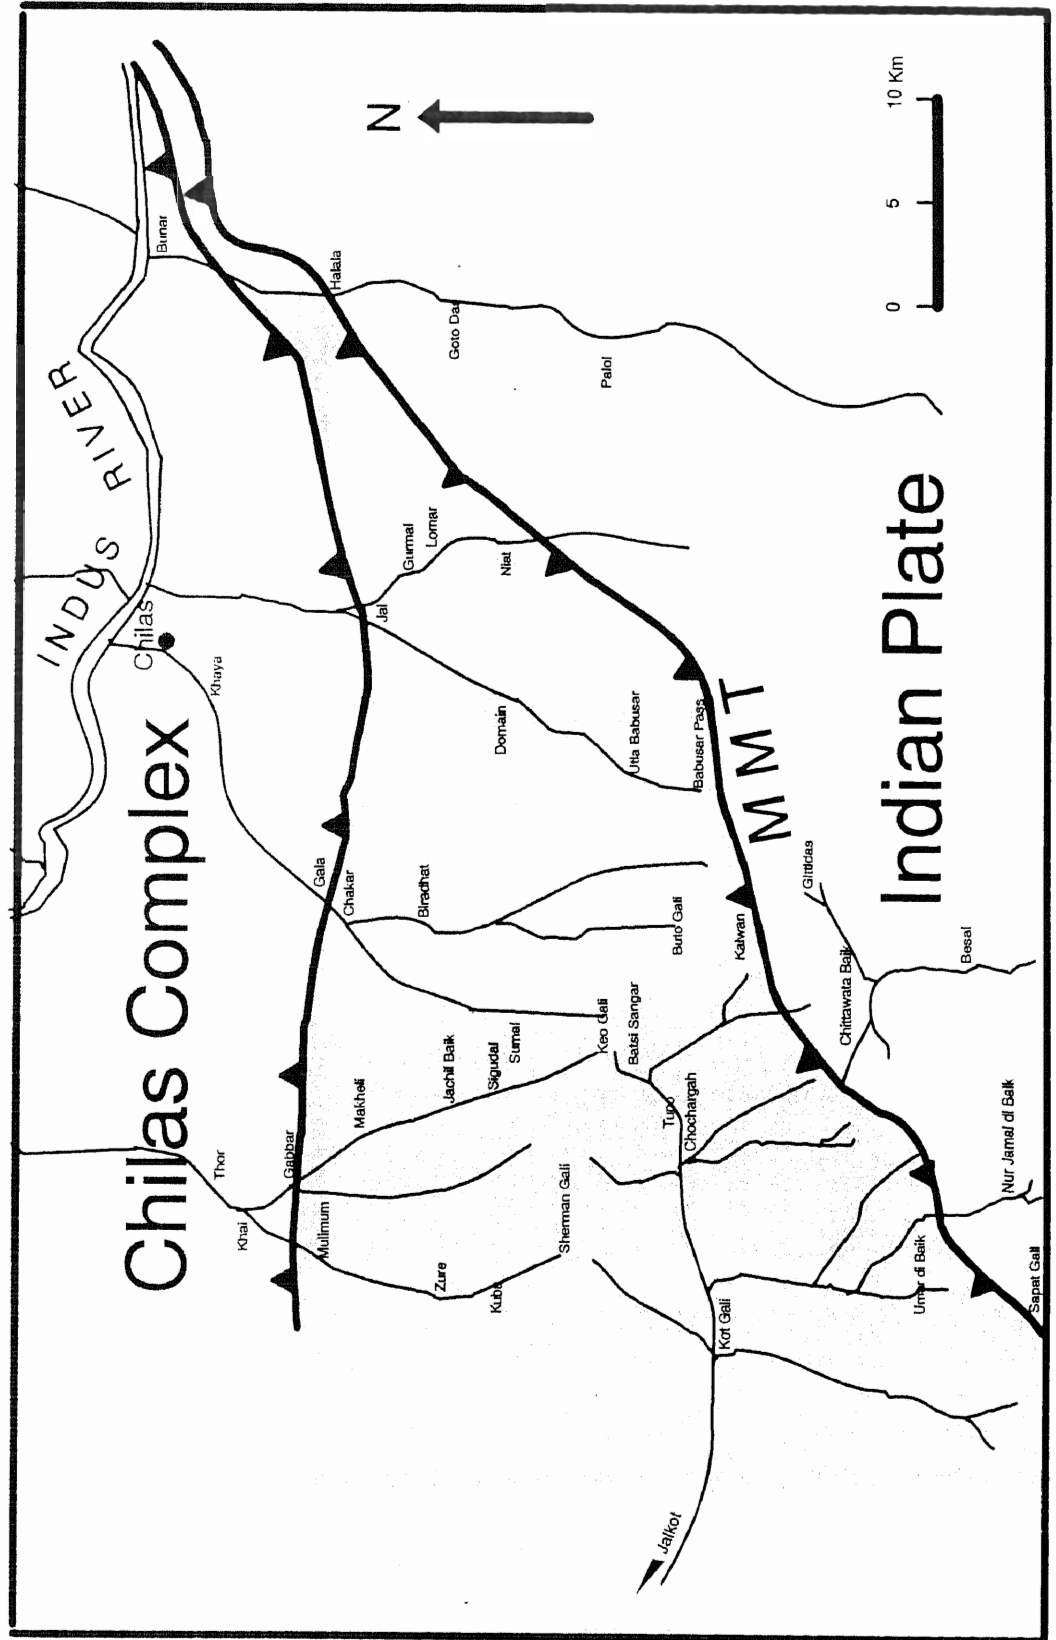 INDUS RIVER
Chilas
Chilas Complex
N
10 Km
5
0
Bunar
Halala
Goto Das
Palol
Khaya
Jal
Gurmal
Lomar
Niat
Domain
Utla Babusar
Babusar Pass
MMT
Indian Plate
Gala
Chakar
Biradhat
Buto Gali
Kalwan
Gittidas
Chittawata Baik
Besal
Thor
Khai
Gabbar
Mulimum
Makheli
Jachil Baik
Sigudal
Sumal
Keo Gali
Batsi Sangar
Tupo
Chochargah
Zure
Kube
Sherman Gali
Kot Gali
Umar di Baik
Nur Jamal di Baik
Sapat Gali
Jalkot